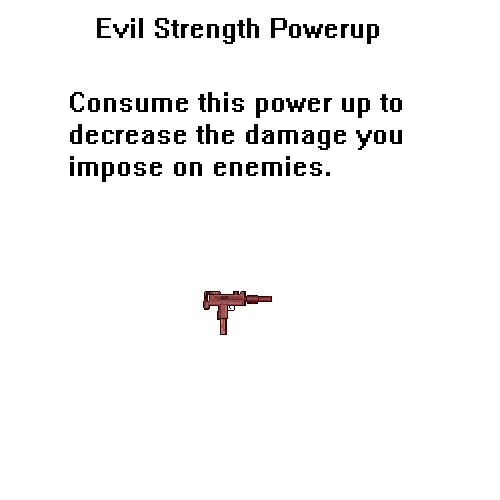 Evil Strength Powerup
Consume this power up to
decrease the damage you
impose on enemies.